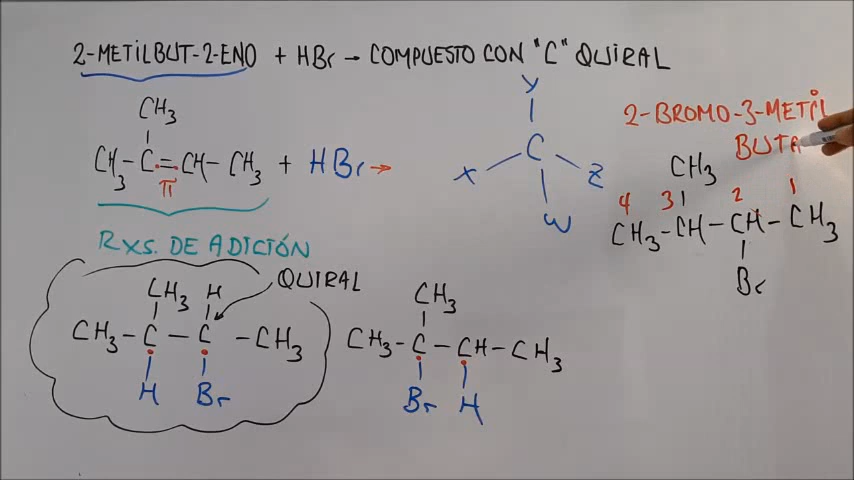 2-METILBUT-2-ENO + HBr → COMPUESTO CON "C" QUIRAL
CH3
CH3-C=CH-CH3 + HBr →
π
RXS. DE ADICIÓN
Y
C
X
Z
W
2-BROMO-3-METIL
BUTA
CH3
4 3 2 1
CH3-CH-CH-CH3
Br
QUIRAL
CH3 H
CH3-C-C-CH3
H Br
CH3
CH3-C-CH-CH3
Br H